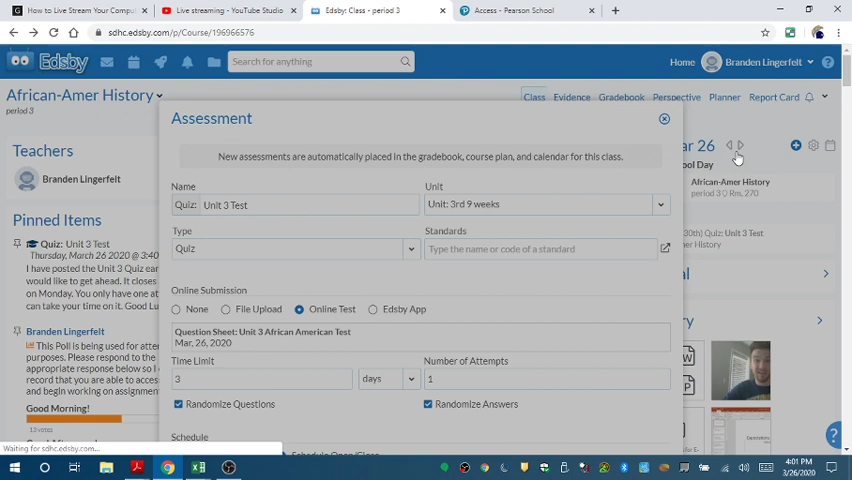 How to Live Stream Your Compu
Live streaming - YouTube Studio
Edsby: Class - period 3
Access - Pearson School
sdhc.edsby.com/p/Course/196966576
Edsby
Search for anything
Home
Branden Lingerfelt
African-Amer History
period 3
Class
Evidence
Gradebook
Perspective
Planner
Report Card
Assessment
ar 26
ool Day
Teachers
New assessments are automatically placed in the gradebook, course plan, and calendar for this class.
Branden Lingerfelt
African-Amer History
period 3 Rm, 270
Name
Unit
Quiz: Unit 3 Test
Unit: 3rd 9 weeks
Pinned Items
Type
Standards
30th) Quiz: Unit 3 Test
er History
Quiz: Unit 3 Test
Quiz
Type the name or code of a standard
Thursday, March 26 2020 @ 3:40
I have posted the Unit 3 Quiz ear
would like to get ahead. It closes
on Monday. You only have one at
can take your time on it. Good Lu
al
Online Submission
None
File Upload
Online Test
Edsby App
Branden Lingerfelt
This Poll is being used for atten
purposes. Please respond to the
appropriate response below so I c
record that you are able to access
and begin working on assignmen
Question Sheet: Unit 3 African American Test
Mar, 26, 2020
ry
Time Limit
Number of Attempts
3
days
1
Good Morning!
13 votes
Randomize Questions
Randomize Answers
Schedule
Schedule Open/Close
Waiting for sdhc.edsby.com...
4:01 PM
3/26/2020